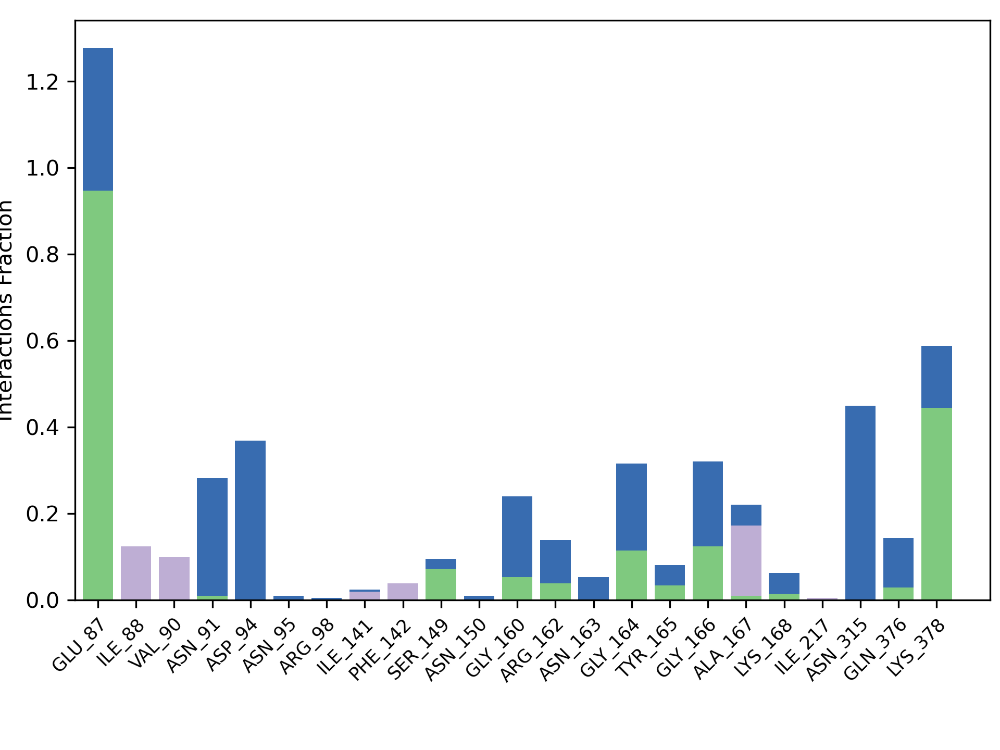 Interactions Fraction
1.2
1.0
0.8
0.6
0.4
0.2
0.0
GLU_87
ILE_88
VAL_90
ASN_91
ASP_94
ASN_95
ARG_98
ILE_141
PHE_142
SER_149
ASN_150
GLY_160
ARG_162
ASN_163
GLY_164
TYR_165
GLY_166
ALA_167
LYS_168
ILE_217
ASN_315
GLN_376
LYS_378